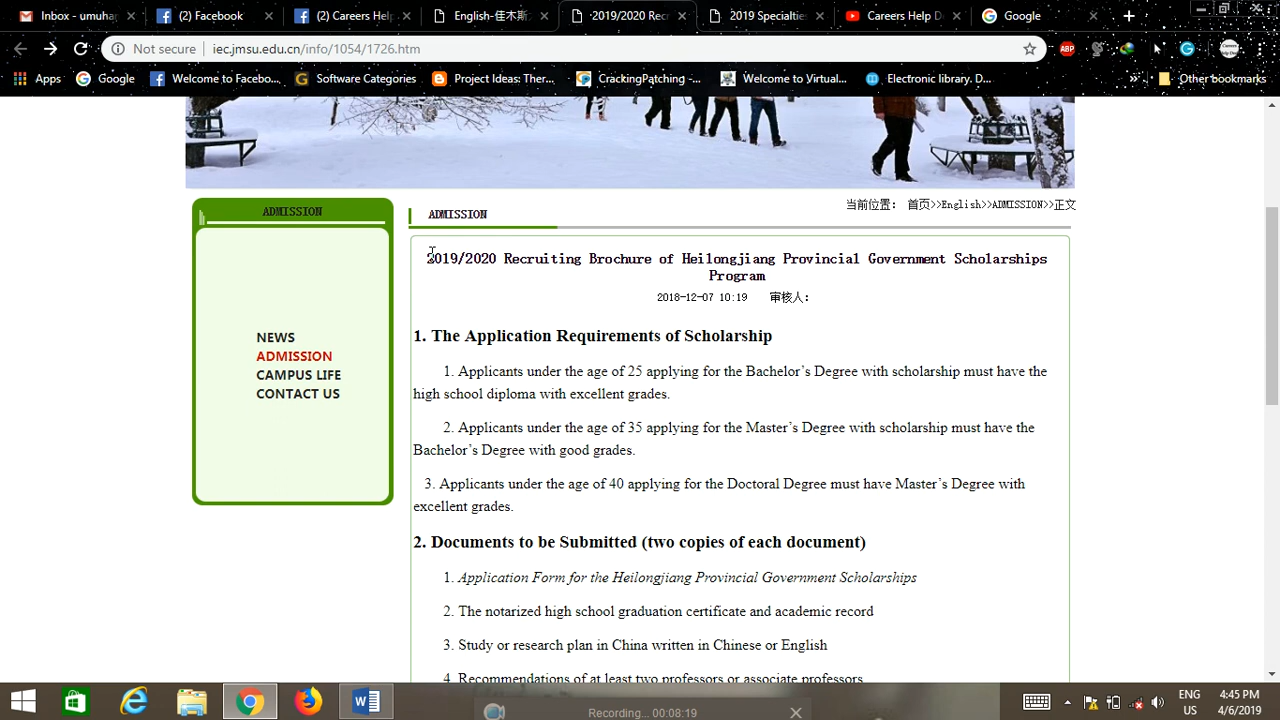 Inbox - umuha
(2) Facebook
(2) Careers Help
English-佳木斯
2019/2020 Recr
2019 Specialtie
Careers Help D
Google
Not secure
iec.jmsu.edu.cn/info/1054/1726.htm
ABP
Apps
Google
Welcome to Facebo...
Software Categories
Project Ideas: Ther...
CrackingPatching -...
Welcome to Virtual...
Electronic library. D...
Other bookmarks
当前位置: 首页>>English>>ADMISSION>>正文
ADMISSION
NEWS
ADMISSION
CAMPUS LIFE
CONTACT US
ADMISSION
2019/2020 Recruiting Brochure of Heilongjiang Provincial Government Scholarships
Program
2018-12-07 10:19 审核人:
1. The Application Requirements of Scholarship
1. Applicants under the age of 25 applying for the Bachelor's Degree with scholarship must have the
high school diploma with excellent grades.
2. Applicants under the age of 35 applying for the Master's Degree with scholarship must have the
Bachelor's Degree with good grades.
3. Applicants under the age of 40 applying for the Doctoral Degree must have Master's Degree with
excellent grades.
2. Documents to be Submitted (two copies of each document)
1. Application Form for the Heilongjiang Provincial Government Scholarships
2. The notarized high school graduation certificate and academic record
3. Study or research plan in China written in Chinese or English
4. Recommendations of at least two professors or associate professors
Recording... 00:08:19
ENG
US
4:45 PM
4/6/2019